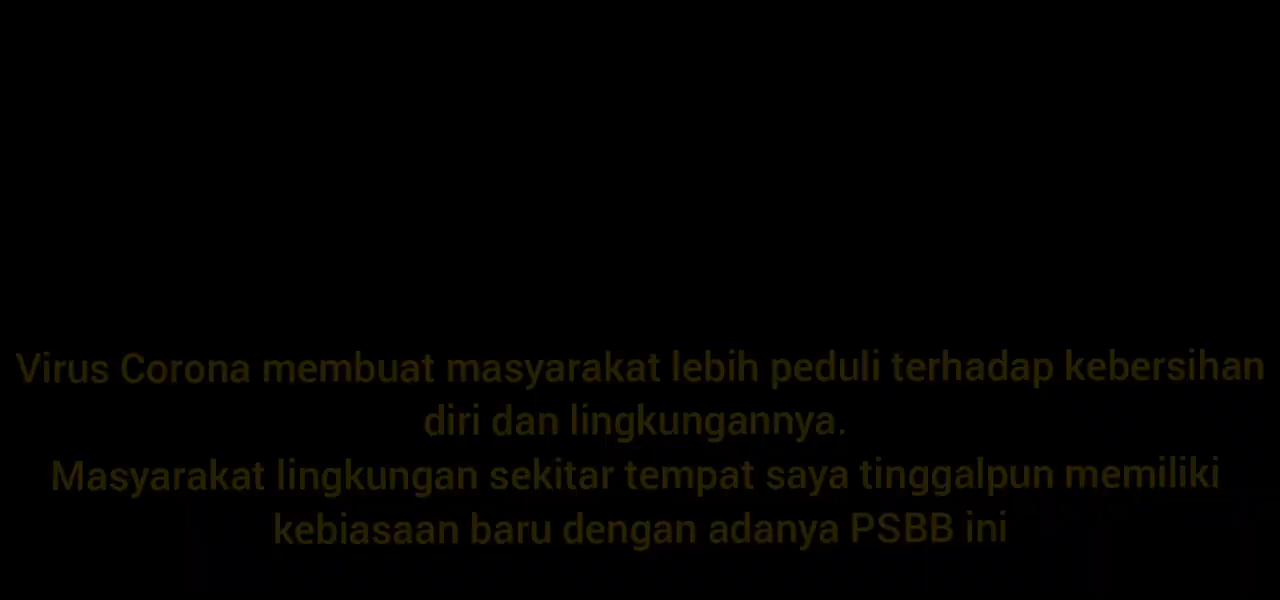 Virus Corona membuat masyarakat lebih peduli terhadap kebersihan
diri dan lingkungannya.
Masyarakat lingkungan sekitar tempat saya tinggalpun memiliki
kebiasaan baru dengan adanya PSBB ini